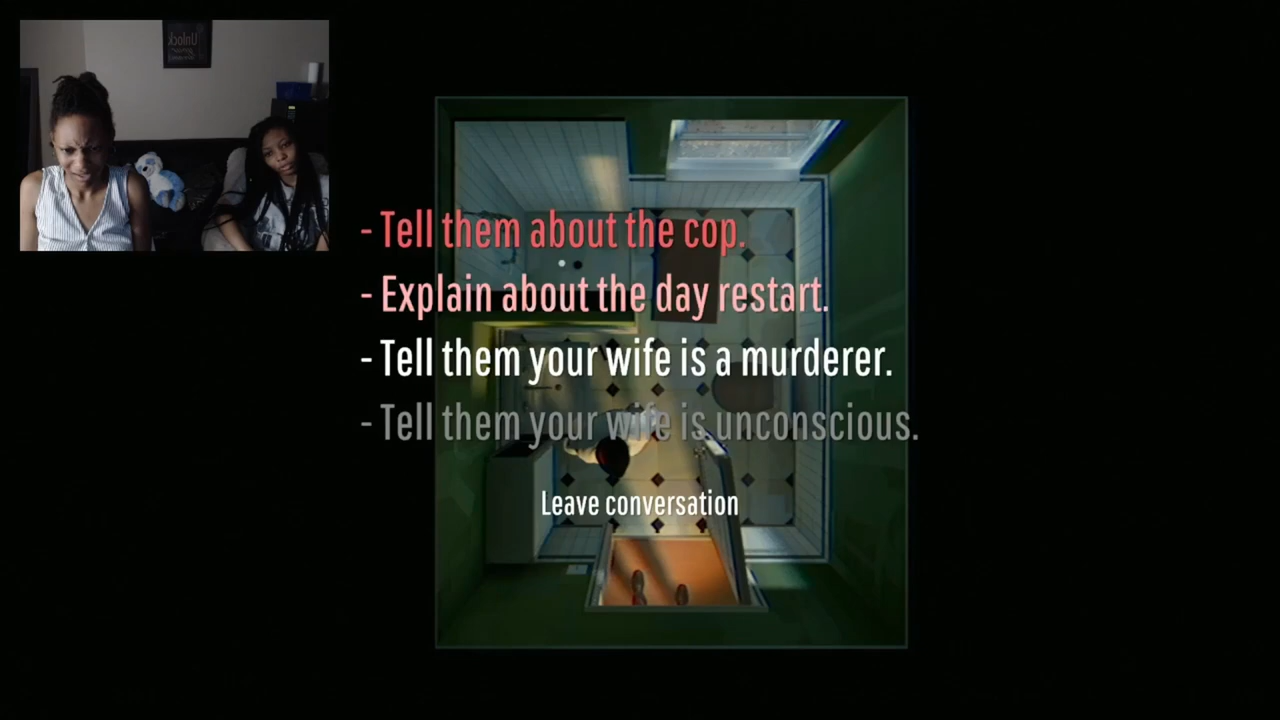 Unlock
- Tell them about the cop.
- Explain about the day restart.
- Tell them your wife is a murderer.
- Tell them your wife is unconscious.
Leave conversation